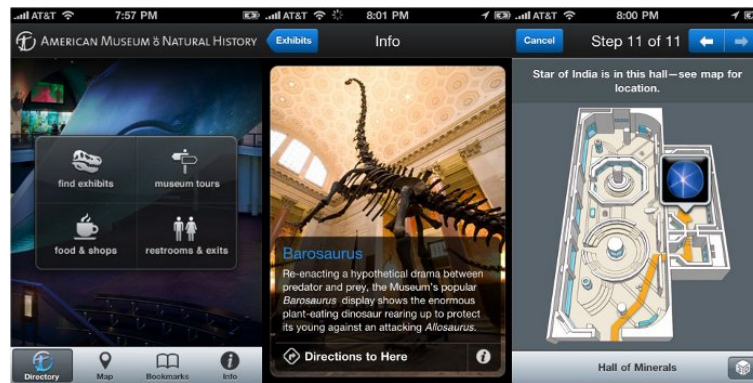 AT&T 7:57 PM
AMERICAN MUSEUM & NATURAL HISTORY
find exhibits
museum tours
food & shops
restrooms & exits
Directory
Map
Bookmarks
Info
AT&T 8:01 PM
Exhibits
Info
Barosaurus
Re-enacting a hypothetical drama between
predator and prey, the Museum's popular
Barosaurus display shows the enormous
plant-eating dinosaur rearing up to protect
its young against an attacking Allosaurus.
Directions to Here
AT&T 8:00 PM
Cancel
Step 11 of 11
Star of India is in this hall—see map for
location.
Hall of Minerals